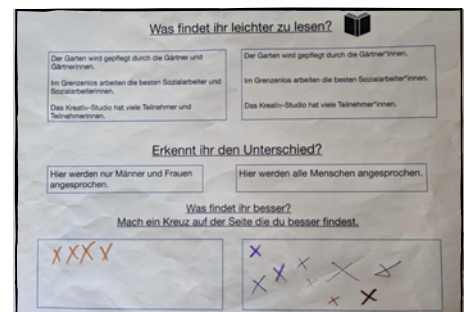 Was findet ihr leichter zu lesen?
Der Garten wird gepflegt durch die Gärtner und
Gärtnerinnen.
Im Grenzenlos arbeiten die besten Sozialarbeiter und
Sozialarbeiterinnen.
Das Kreativ-Studio hat viele Teilnehmer und
Teilnehmerinnen.
Der Garten wird gepflegt durch die Gärtner*innen.
Im Grenzenlos arbeiten die besten Sozialarbeiter*innen.
Das Kreativ-Studio hat viele Teilnehmer*innen.
Erkennt ihr den Unterschied?
Hier werden nur Männer und Frauen
angesprochen.
Hier werden alle Menschen angesprochen.
Was findet ihr besser?
Mach ein Kreuz auf der Seite die du besser findest.